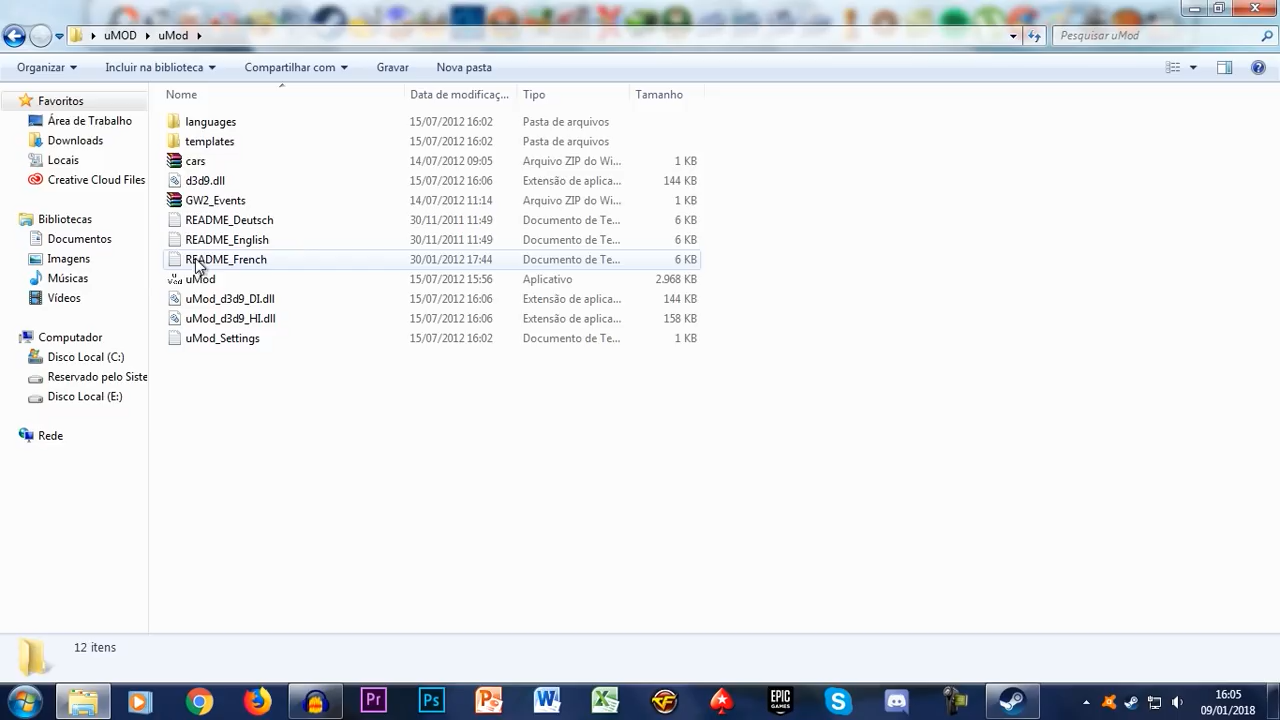 uMOD uMod
Pesquisar uMod
Organizar Incluir na biblioteca Compartilhar com Gravar Nova pasta
Nome Data de modificaç... Tipo Tamanho
Favoritos
Área de Trabalho
Downloads
Locais
Creative Cloud Files
Bibliotecas
Documentos
Imagens
Músicas
Vídeos
Computador
Disco Local (C:)
Reservado pelo Siste
Disco Local (E:)
Rede
languages 15/07/2012 16:02 Pasta de arquivos
templates 15/07/2012 16:02 Pasta de arquivos
cars 14/07/2012 09:05 Arquivo ZIP do Wi... 1 KB
d3d9.dll 15/07/2012 16:06 Extensão de aplica... 144 KB
GW2_Events 14/07/2012 11:14 Arquivo ZIP do Wi... 1 KB
README_Deutsch 30/11/2011 11:49 Documento de Te... 6 KB
README_English 30/11/2011 11:49 Documento de Te... 6 KB
README_French 30/01/2012 17:44 Documento de Te... 6 KB
uMod 15/07/2012 15:56 Aplicativo 2.968 KB
uMod_d3d9_DI.dll 15/07/2012 16:06 Extensão de aplica... 144 KB
uMod_d3d9_HI.dll 15/07/2012 16:06 Extensão de aplica... 158 KB
uMod_Settings 15/07/2012 16:02 Documento de Te... 1 KB
12 itens
Pr Ps EPIC GAMES
16:05
09/01/2018